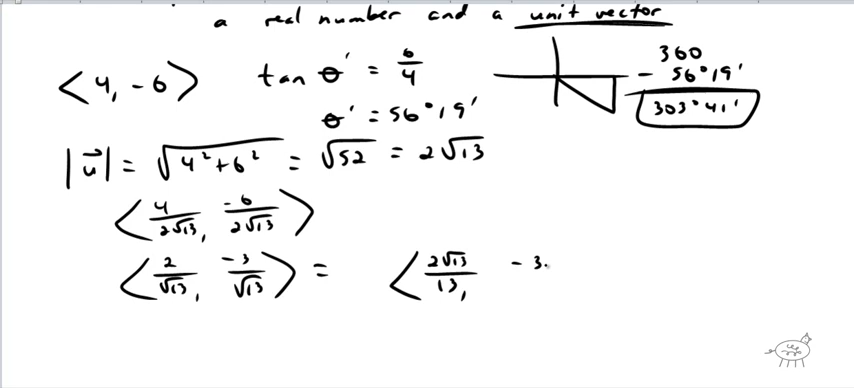 a real number and a unit vector
<4, -6> tan θ' = 6/4
360
- 56°19'
303°41'
θ' = 56°19'
|u⃗| = √4²+6² = √52 = 2√13
<4/2√13, -6/2√13>
<2/√13, -3/√13> = <2√13/13, -3